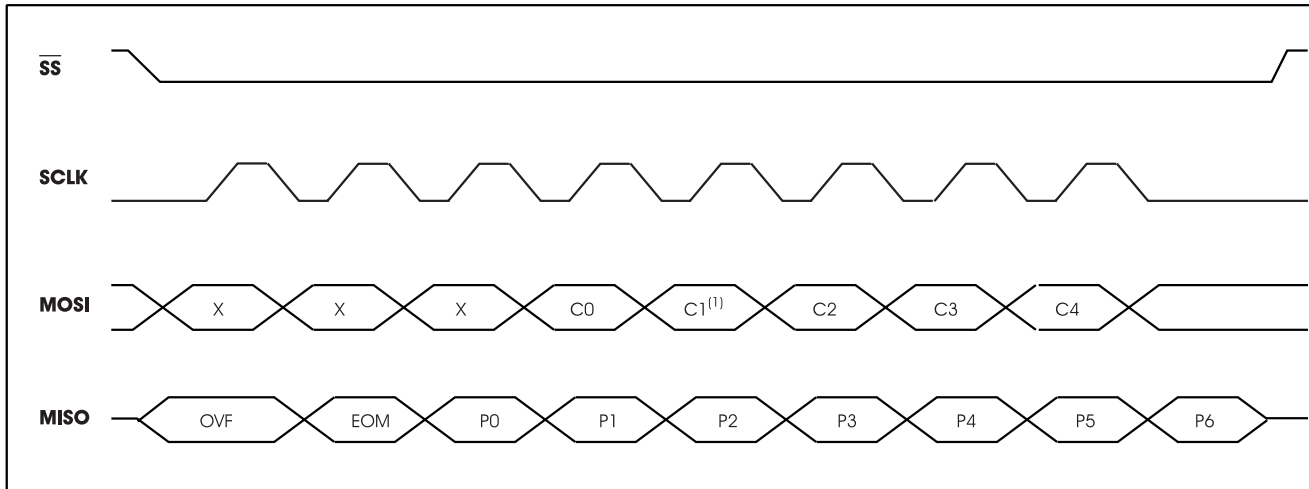 SS
SCLK
MOSI X X X C0 C1(1) C2 C3 C4
MISO OVF EOM P0 P1 P2 P3 P4 P5 P6